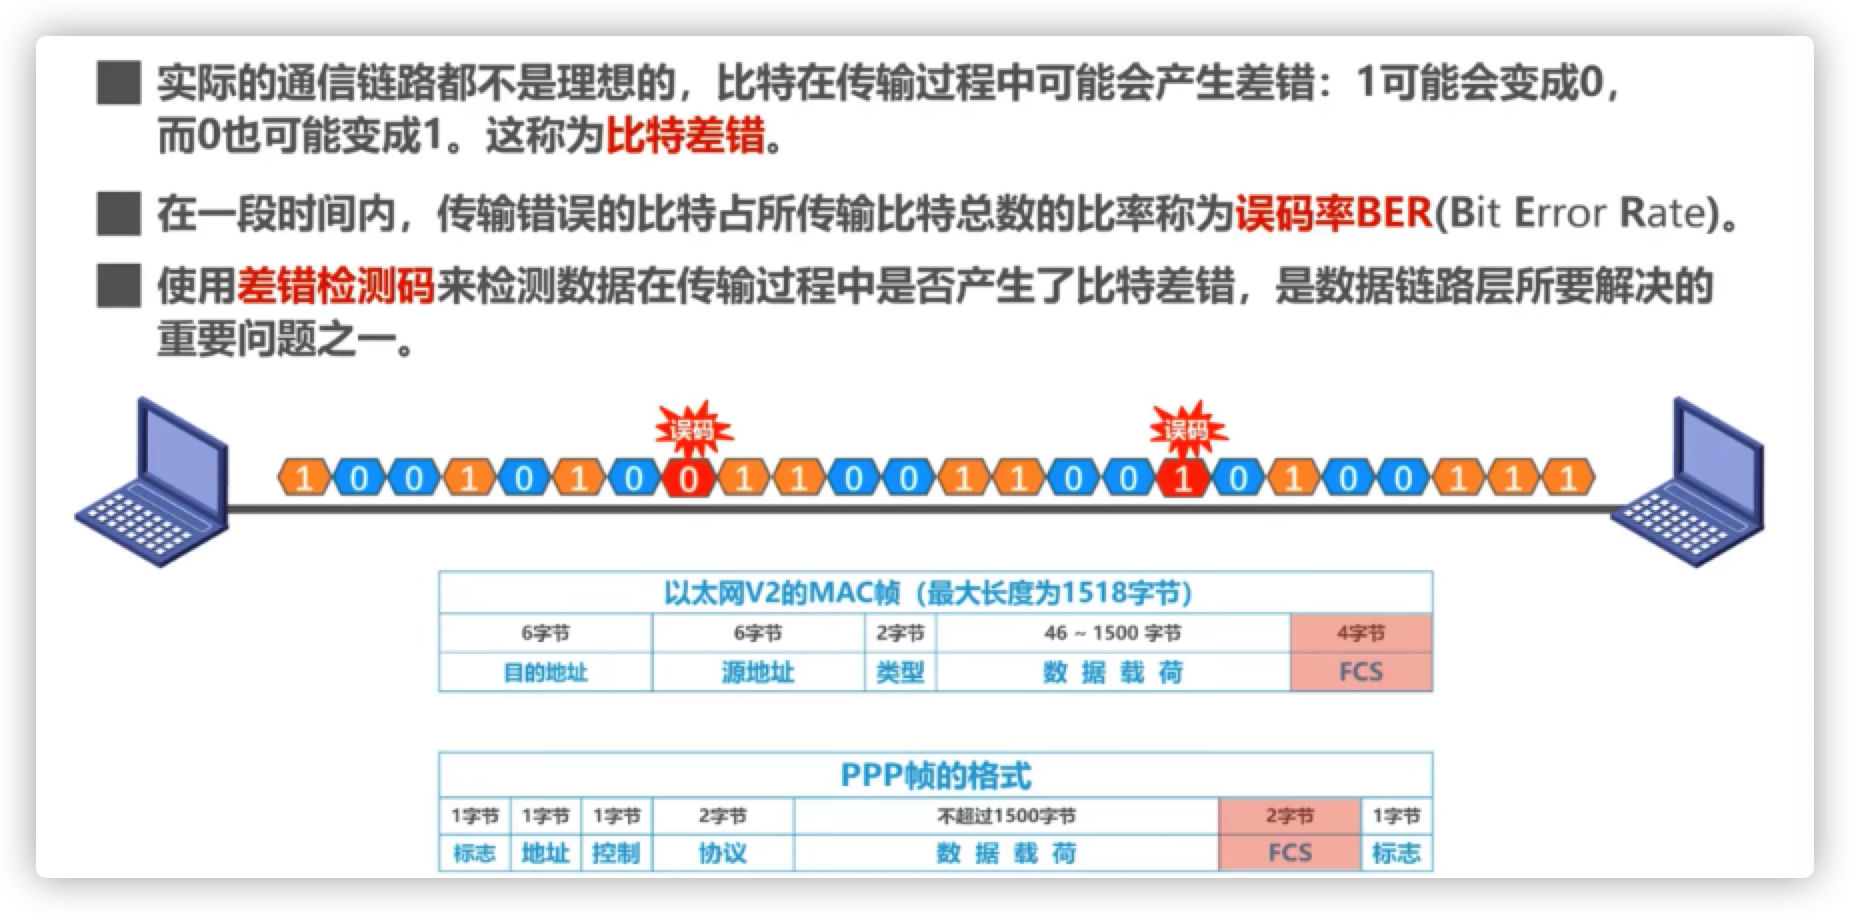 实际的通信链路都不是理想的，比特在传输过程中可能会产生差错：1可能会变成0，
而0也可能变成1。这称为比特差错。
在一段时间内，传输错误的比特占所传输比特总数的比率称为误码率BER(Bit Error Rate)。
使用差错检测码来检测数据在传输过程中是否产生了比特差错，是数据链路层所要解决的
重要问题之一。
误码 误码
1 0 0 1 0 1 0 0 1 1 0 0 1 1 0 0 1 0 1 0 0 1 1 1
以太网V2的MAC帧（最大长度为1518字节）
6字节 6字节 2字节 46 ~ 1500 字节 4字节
目的地址 源地址 类型 数 据 载 荷 FCS
PPP帧的格式
1字节 1字节 1字节 2字节 不超过1500字节 2字节 1字节
标志 地址 控制 协议 数 据 载 荷 FCS 标志